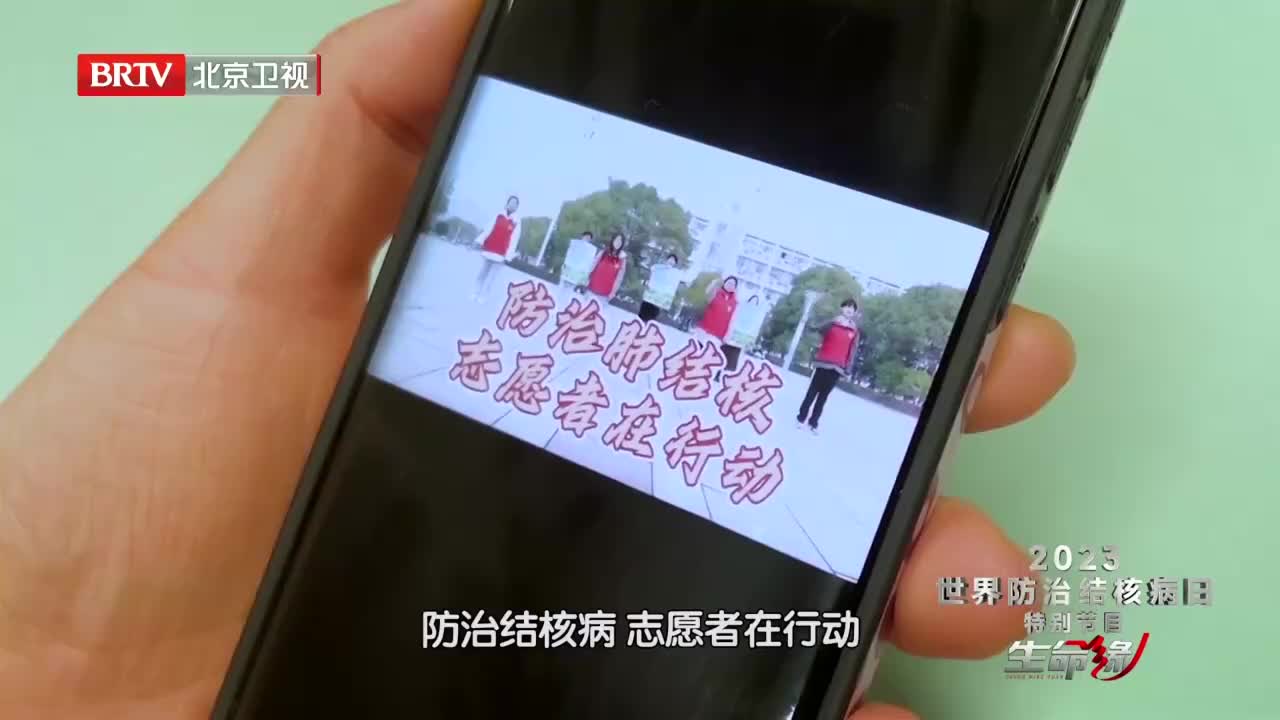 BRTV 北京卫视
防治肺结核
志愿者在行动
防治结核病 志愿者在行动
2023
世界防治结核病日
特别节目
生命缘